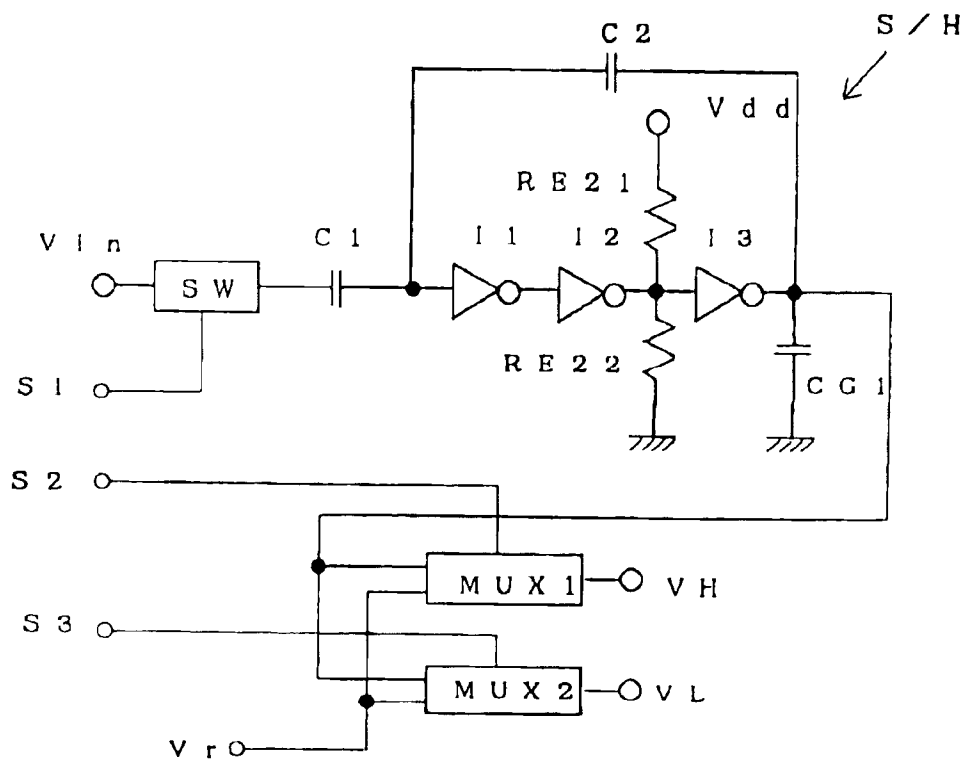 C 2
S / H
V d d
R E 2 1
V i n
C 1
I 1
I 2
I 3
S W
S 1
R E 2 2
C G 1
S 2
M U X 1
V H
S 3
M U X 2
V L
V r